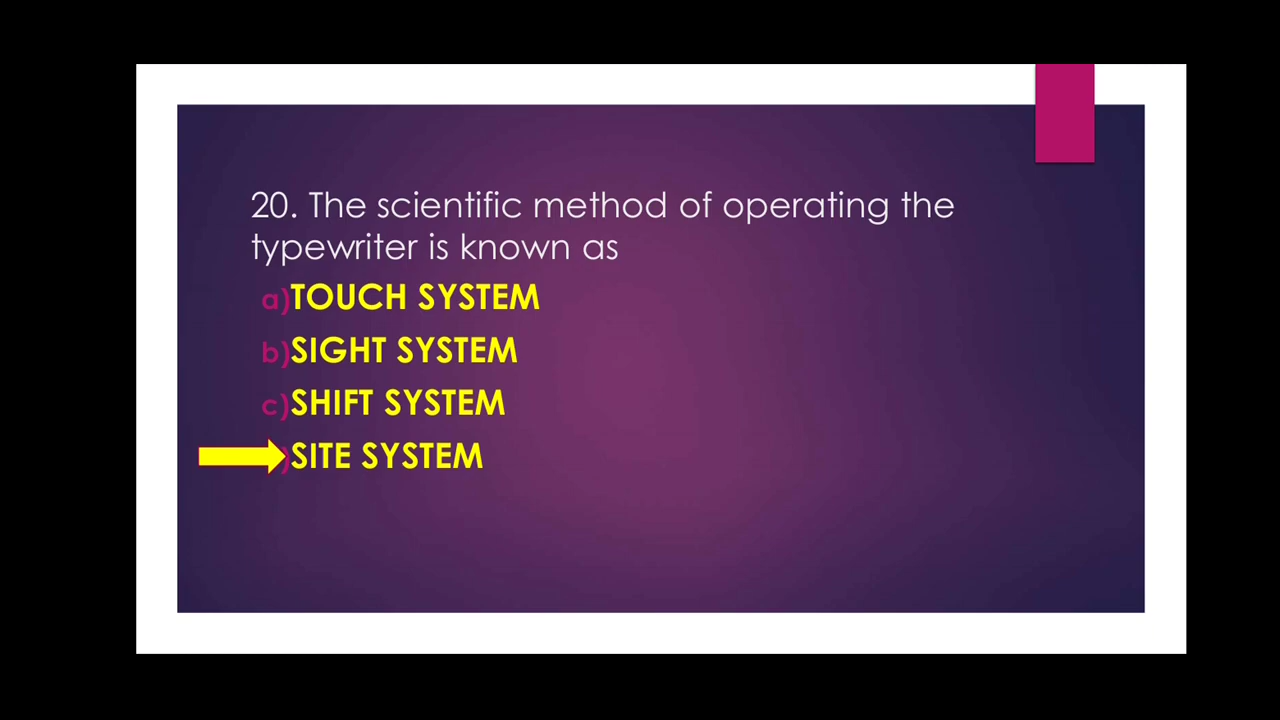 20. The scientific method of operating the
typewriter is known as
a)TOUCH SYSTEM
b)SIGHT SYSTEM
c)SHIFT SYSTEM
)SITE SYSTEM